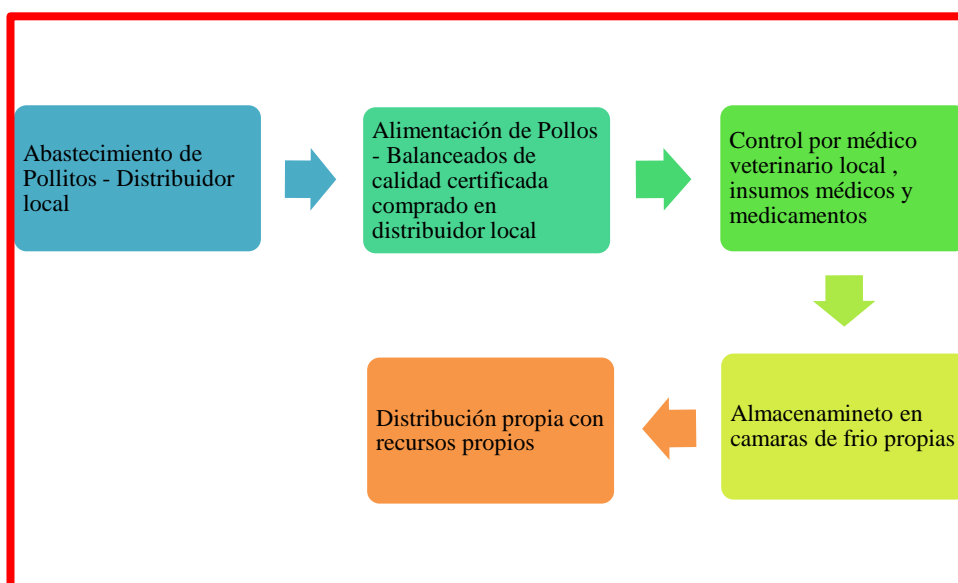 Abastecimiento de
Pollitos - Distribuidor
local
Alimentación de Pollos
- Balanceados de
calidad certificada
comprado en
distribuidor local
Control por médico
veterinario local ,
insumos médicos y
medicamentos
Almacenamineto en
camaras de frio propias
Distribución propia con
recursos propios